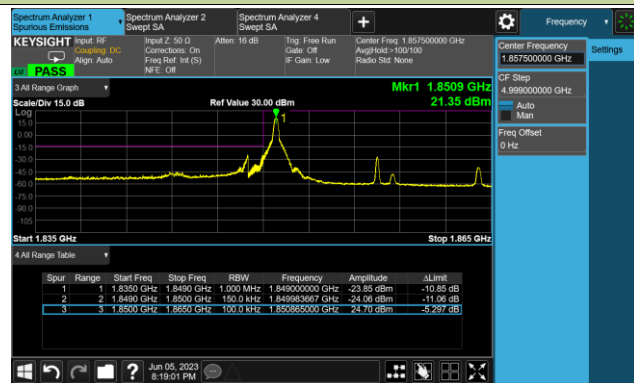 Spectrum Analyzer 1
Spurious Emissions
Spectrum Analyzer 2
Swept SA
Spectrum Analyzer 4
Swept SA
Frequency
KEYSIGHT Input: RF
Coupling: DC
Align: Auto
Input Z: 50 Ω
Corrections: On
Freq Ref: Int (S)
NFE: Off
Atten: 16 dB
Trig: Free Run
Gate: Off
IF Gain: Low
Center Freq: 1.857500000 GHz
Avg|Hold:>100/100
Radio Std: None
PASS
Center Frequency
1.857500000 GHz
Settings
CF Step
4.999000000 GHz
Auto
Man
Freq Offset
0 Hz
3 All Range Graph
Scale/Div 15.0 dB
Ref Value 30.00 dBm
Mkr1 1.8509 GHz
21.35 dBm
Log
15.0
0.00
-15.0
-30.0
-45.0
-60.0
-75.0
-90.0
-105
1
Start 1.835 GHz
Stop 1.865 GHz
4 All Range Table
Spur Range Start Freq Stop Freq RBW Frequency Amplitude ΔLimit
1 1 1.8350 GHz 1.8490 GHz 1.000 MHz 1.849000000 GHz -23.85 dBm -10.85 dB
2 2 1.8490 GHz 1.8500 GHz 150.0 kHz 1.849983667 GHz -24.06 dBm -11.06 dB
3 3 1.8500 GHz 1.8650 GHz 100.0 kHz 1.850865000 GHz 24.70 dBm -5.297 dB
Jun 05, 2023
8:19:01 PM